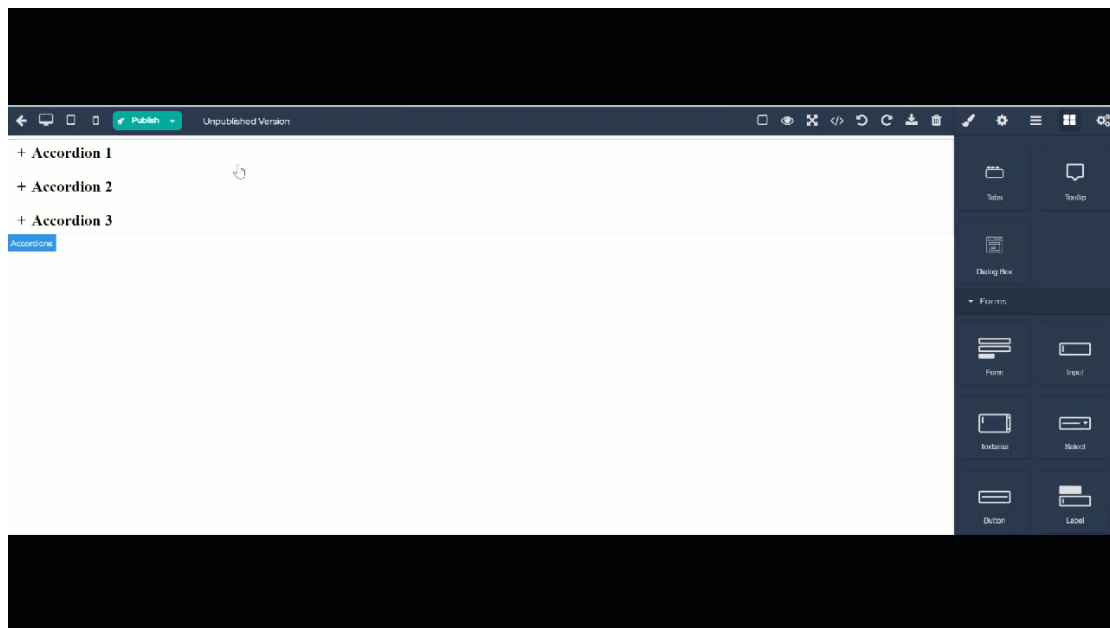 Publish
Unpublished Version
+ Accordion 1
+ Accordion 2
+ Accordion 3
Accordions
Tabs
Tooltip
Dialog Box
Forms
Form
Input
Textarea
Select
Button
Label